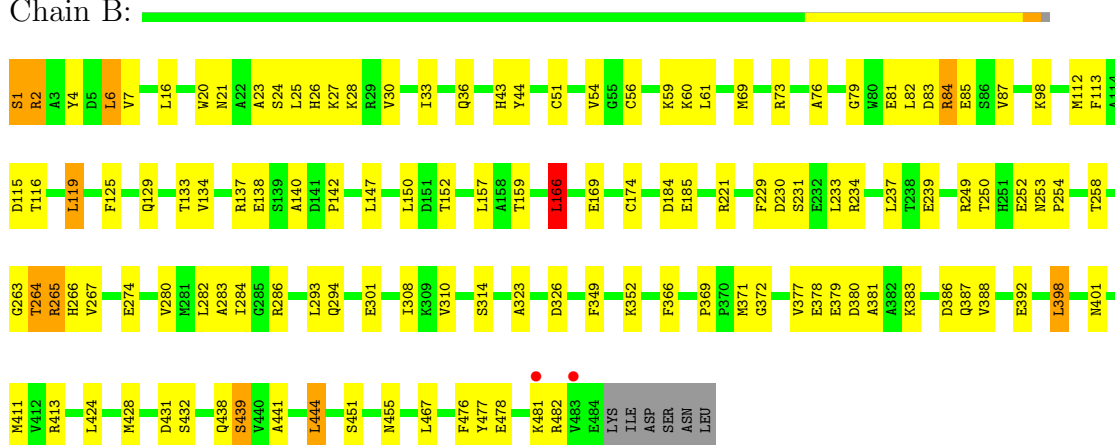 Chain B:
S1 R2 A3 Y4 D5 L6 V7 L16 W20 N21 A22 A23 S24 L25 H26 K27 K28 R29 V30 I33 Q36 H43 Y44 C51 V54 G55 C56 K59 K60 L61 M69 R73 A76 G79 W80 E81 L82 D83 R84 E85 S86 V87 K98 M112 F113 A114
D115 T116 L119 F125 Q129 T133 V134 R137 E138 S139 A140 D141 P142 L147 L150 D151 T152 L157 A158 T159 L166 E169 C174 D184 E185 R221 F229 D230 S231 E232 L233 R234 L237 T238 E239 R249 T250 H251 E252 N253 P254 T258
G263 T264 R265 H266 V267 E274 V280 M281 L282 A283 I284 G285 R286 L293 Q294 E301 I308 K309 V310 S314 A323 D326 F349 K352 F366 P369 P370 M371 G372 V377 E378 E379 D380 A381 A382 K383 D386 Q387 V388 E392 L398 N401
M411 V412 R413 L424 M428 D431 S432 Q438 S439 V440 A441 L444 S451 N455 L467 F476 Y477 E478 K481 R482 V483 E484 LYS ILE ASP SER ASN LEU